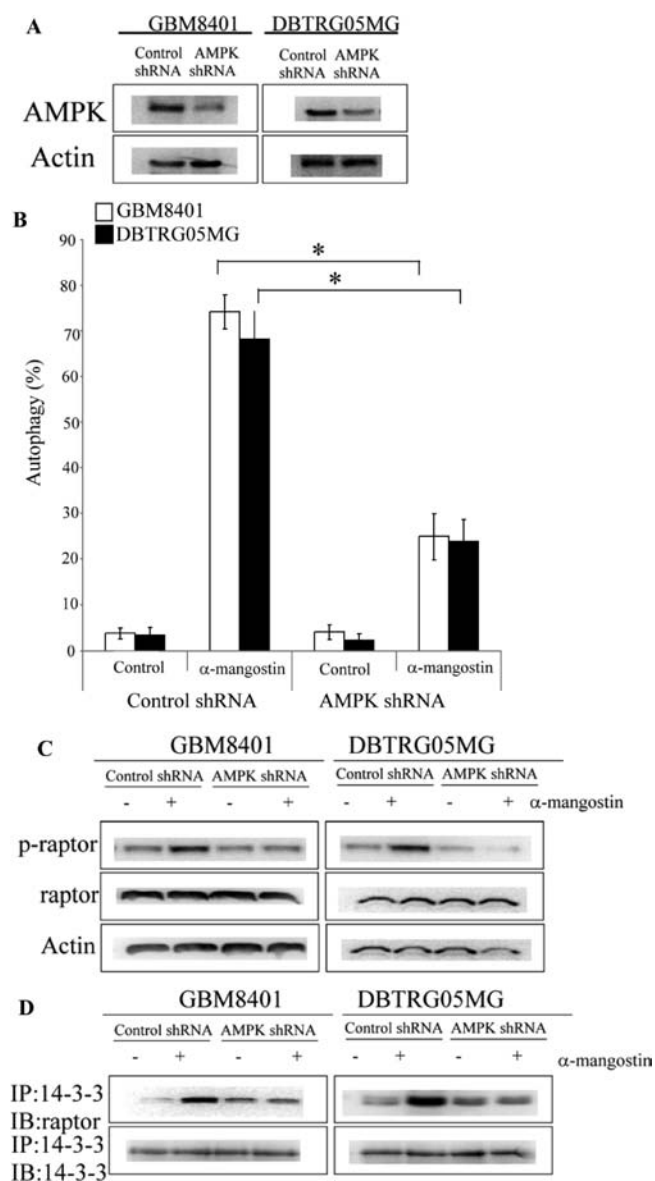 A
GBM8401 DBTRG05MG
Control AMPK Control AMPK
shRNA shRNA shRNA shRNA
AMPK
Actin
B
GBM8401
DBTRG05MG
90
80
70
60
50
40
30
20
10
0
Autophagy (%)
* 
*
Control α-mangostin Control α-mangostin
Control shRNA AMPK shRNA
C
GBM8401 DBTRG05MG
Control shRNA AMPK shRNA Control shRNA AMPK shRNA
- + - + - + - + α-mangostin
p-raptor
raptor
Actin
D
GBM8401 DBTRG05MG
Control shRNA AMPK shRNA Control shRNA AMPK shRNA
- + - + - + - + α-mangostin
IP:14-3-3
IB:raptor
IP:14-3-3
IB:14-3-3